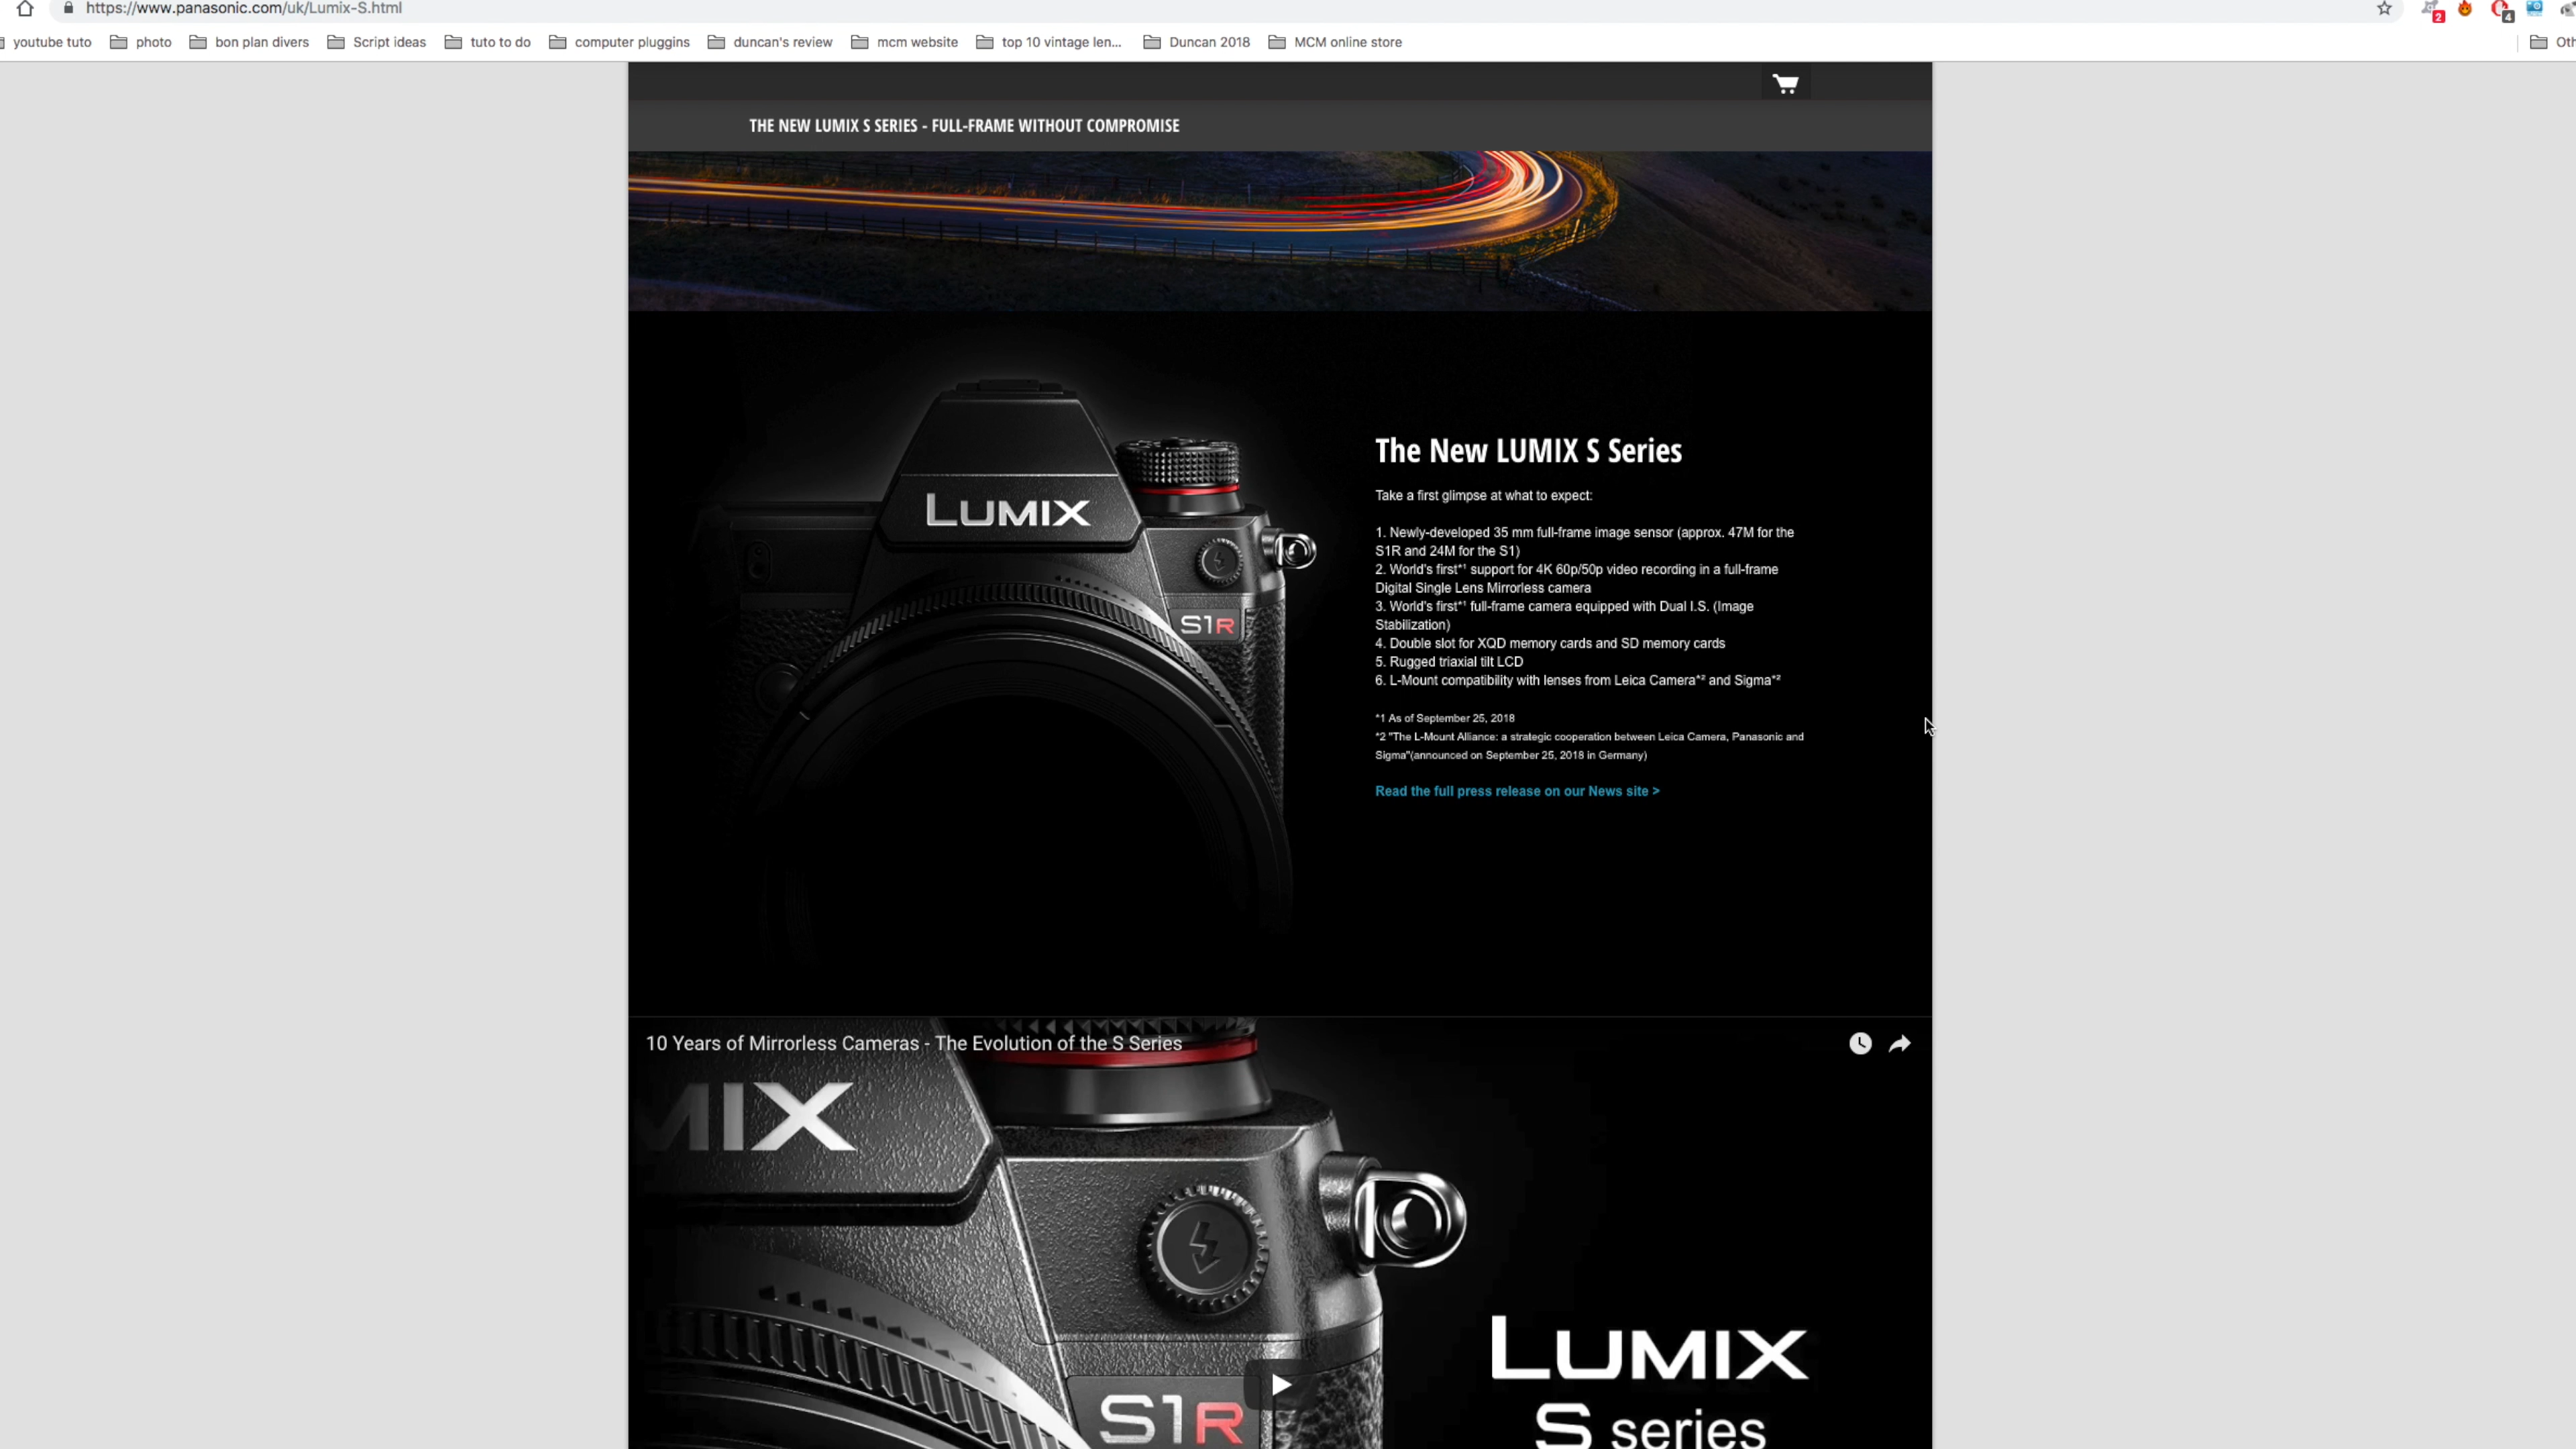 https://www.panasonic.com/uk/Lumix-S.html
2
4
youtube tuto
photo
bon plan divers
Script ideas
tuto to do
computer pluggins
duncan's review
mcm website
top 10 vintage len...
Duncan 2018
MCM online store
Oth
THE NEW LUMIX S SERIES - FULL-FRAME WITHOUT COMPROMISE
LUMIX
S1R
The New LUMIX S Series
Take a first glimpse at what to expect:
1. Newly-developed 35 mm full-frame image sensor (approx. 47M for the
S1R and 24M for the S1)
2. World's first*¹ support for 4K 60p/50p video recording in a full-frame
Digital Single Lens Mirrorless camera
3. World's first*¹ full-frame camera equipped with Dual I.S. (Image
Stabilization)
4. Double slot for XQD memory cards and SD memory cards
5. Rugged triaxial tilt LCD
6. L-Mount compatibility with lenses from Leica Camera*² and Sigma*²
*1 As of September 25, 2018
*2 "The L-Mount Alliance: a strategic cooperation between Leica Camera, Panasonic and
Sigma"(announced on September 25, 2018 in Germany)
Read the full press release on our News site >
10 Years of Mirrorless Cameras - The Evolution of the S Series
MIX
S1R
LUMIX
S series